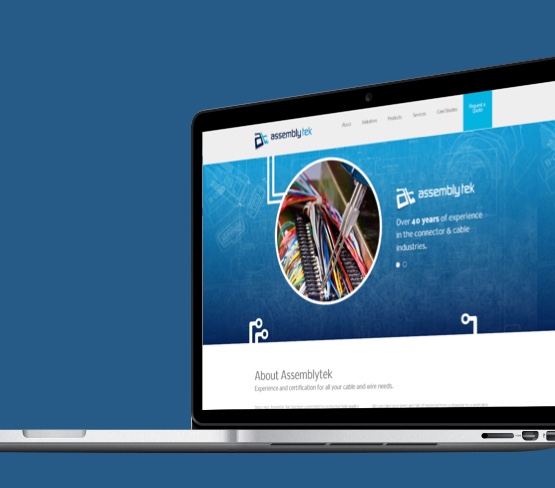 assemblytek
About Industries Products Services Case Studies Request a Quote
assemblytek
Over 40 years of experience
in the connector & cable
industries.
About Assemblytek
Experience and certification for all your cable and wire needs.